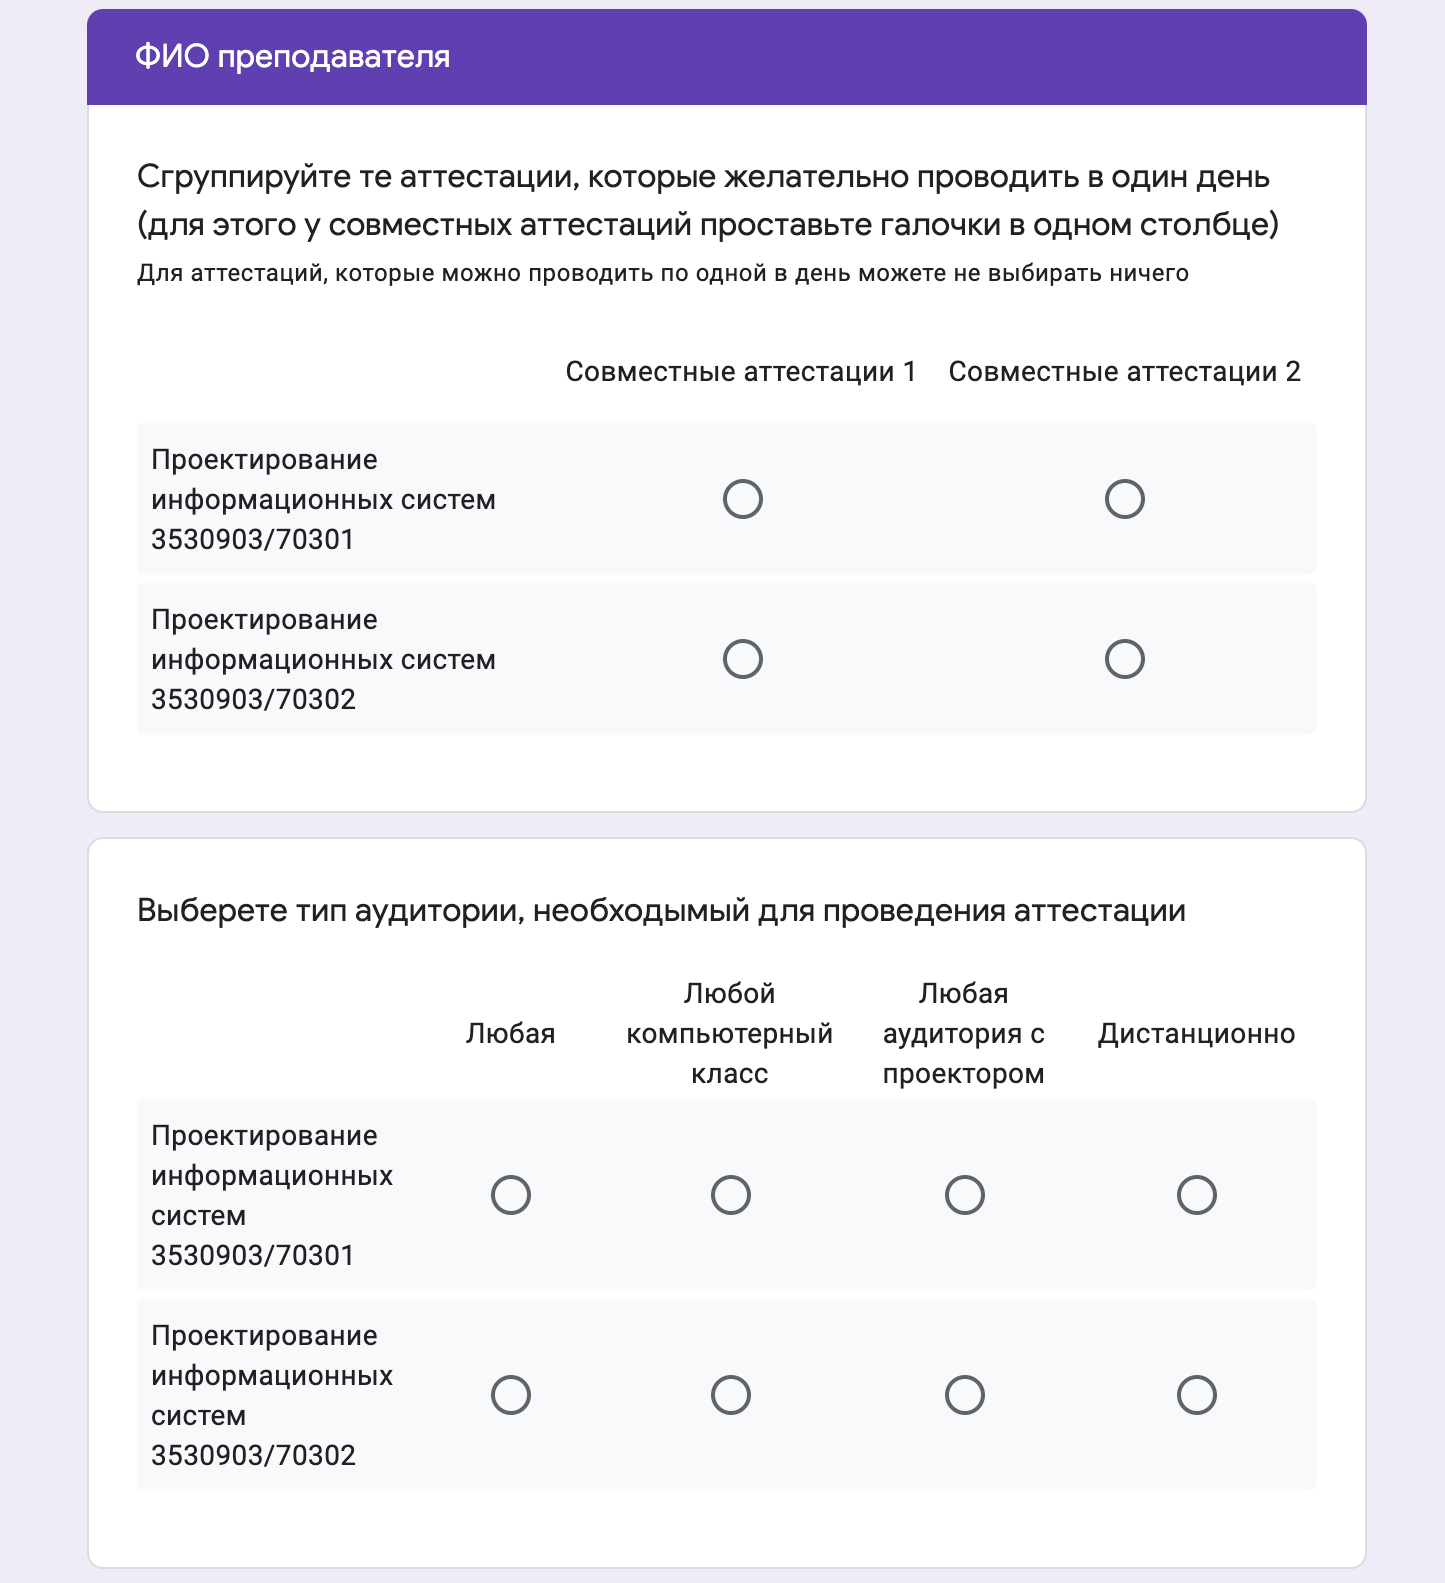 ФИО преподавателя
Сгруппируйте те аттестации, которые желательно проводить в один день
(для этого у совместных аттестаций проставьте галочки в одном столбце)
Для аттестаций, которые можно проводить по одной в день можете не выбирать ничего
Совместные аттестации 1 Совместные аттестации 2
Проектирование
информационных систем
3530903/70301
Проектирование
информационных систем
3530903/70302
Выберете тип аудитории, необходымый для проведения аттестации
Любая
Любой
компьютерный
класс
Любая
аудитория с
проектором
Дистанционно
Проектирование
информационных
систем
3530903/70301
Проектирование
информационных
систем
3530903/70302